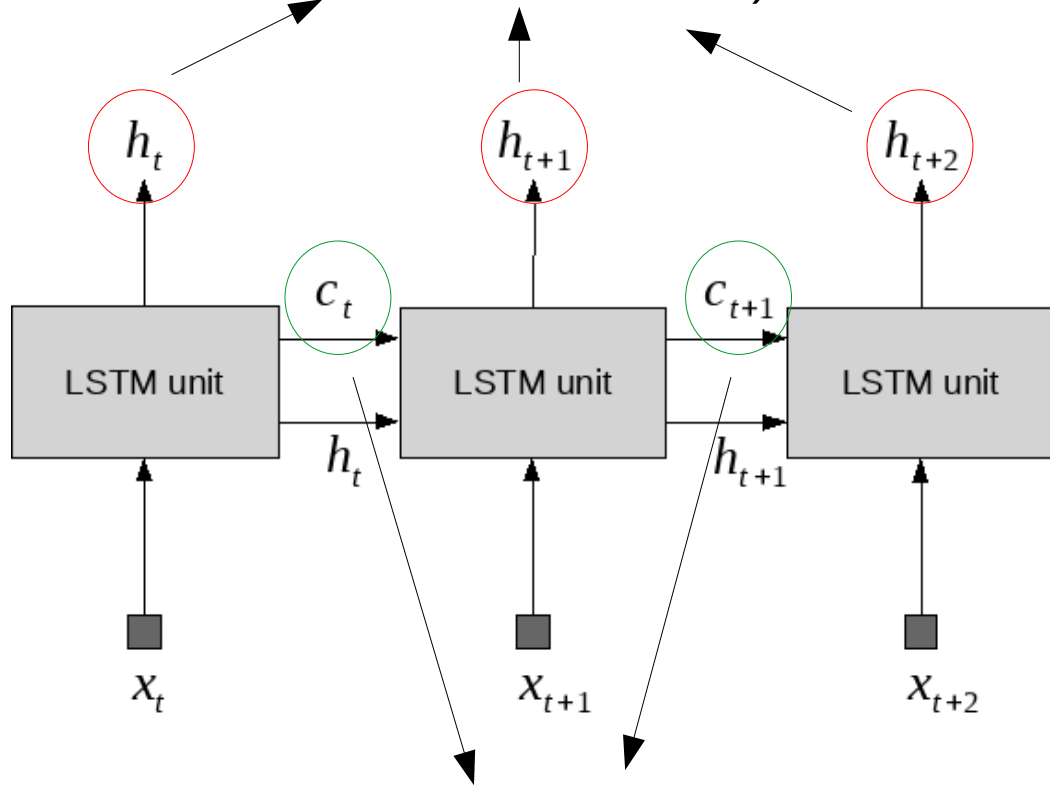 h_t h_{t+1} h_{t+2}
c_t c_{t+1}
LSTM unit LSTM unit LSTM unit
h_t h_{t+1}
x_t x_{t+1} x_{t+2}